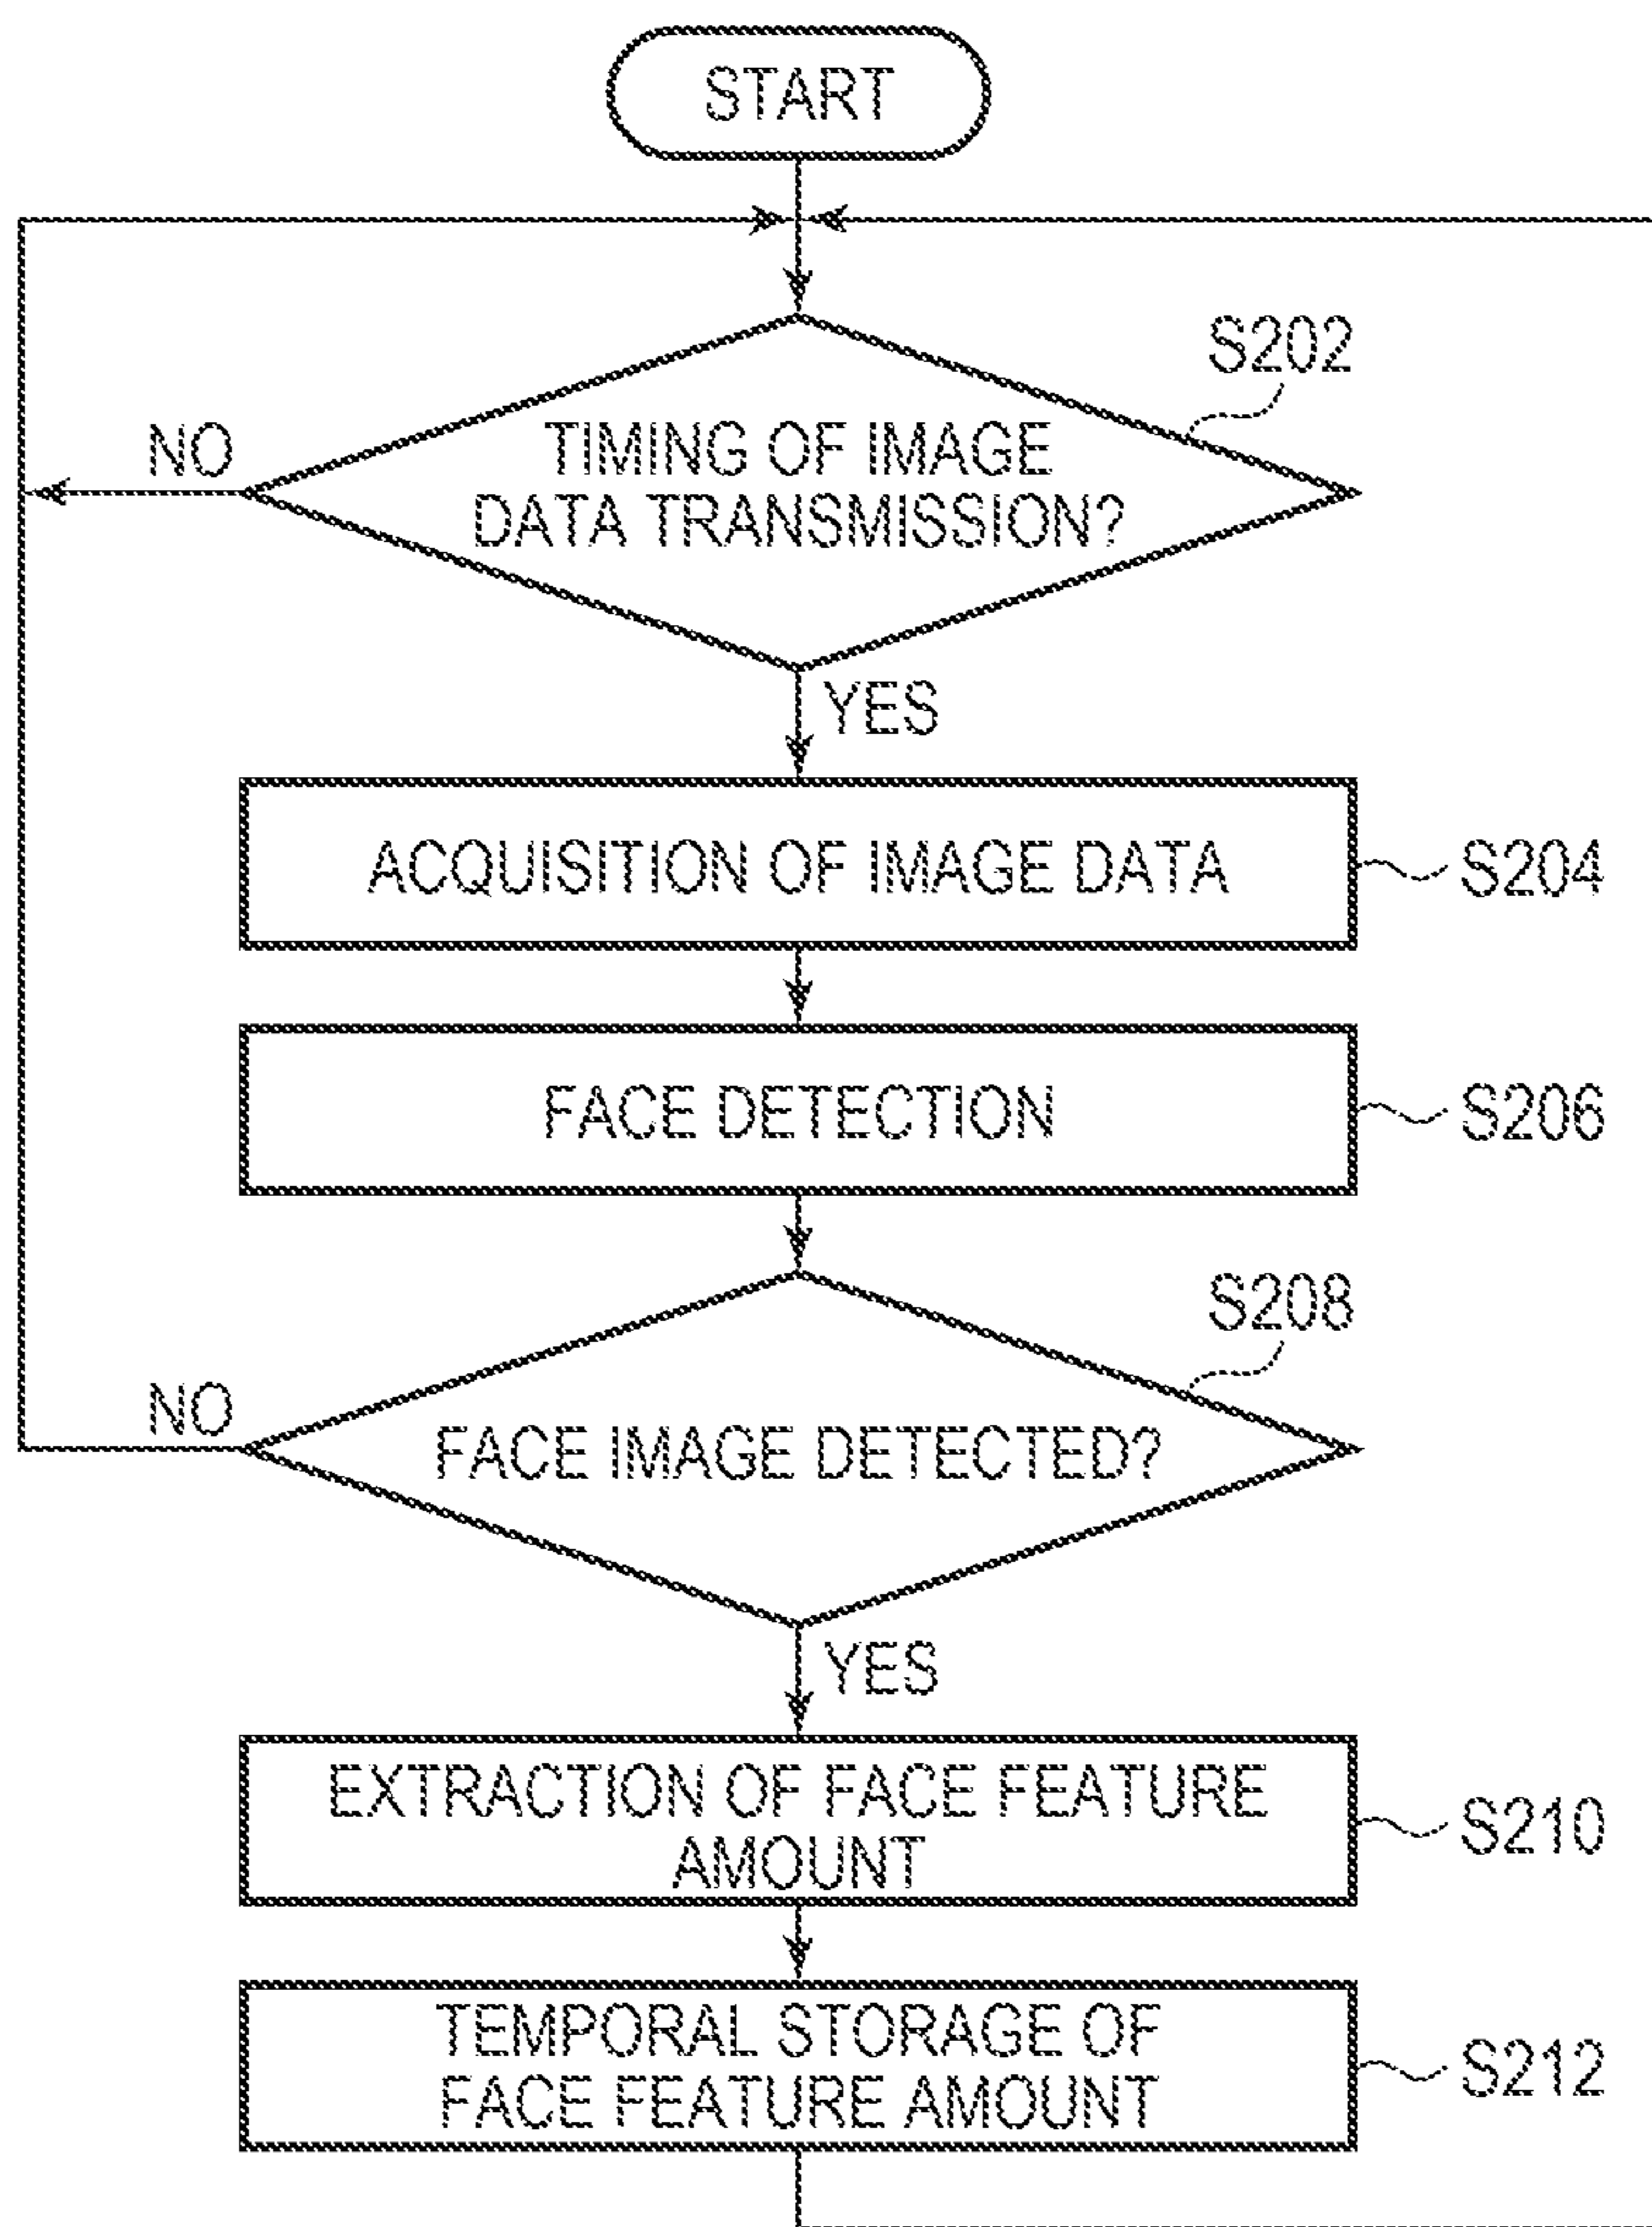 START
S202
NO
TIMING OF IMAGE
DATA TRANSMISSION?
YES
ACQUISITION OF IMAGE DATA
S204
FACE DETECTION
S206
S208
NO
FACE IMAGE DETECTED?
YES
EXTRACTION OF FACE FEATURE
AMOUNT
S210
TEMPORAL STORAGE OF
FACE FEATURE AMOUNT
S212